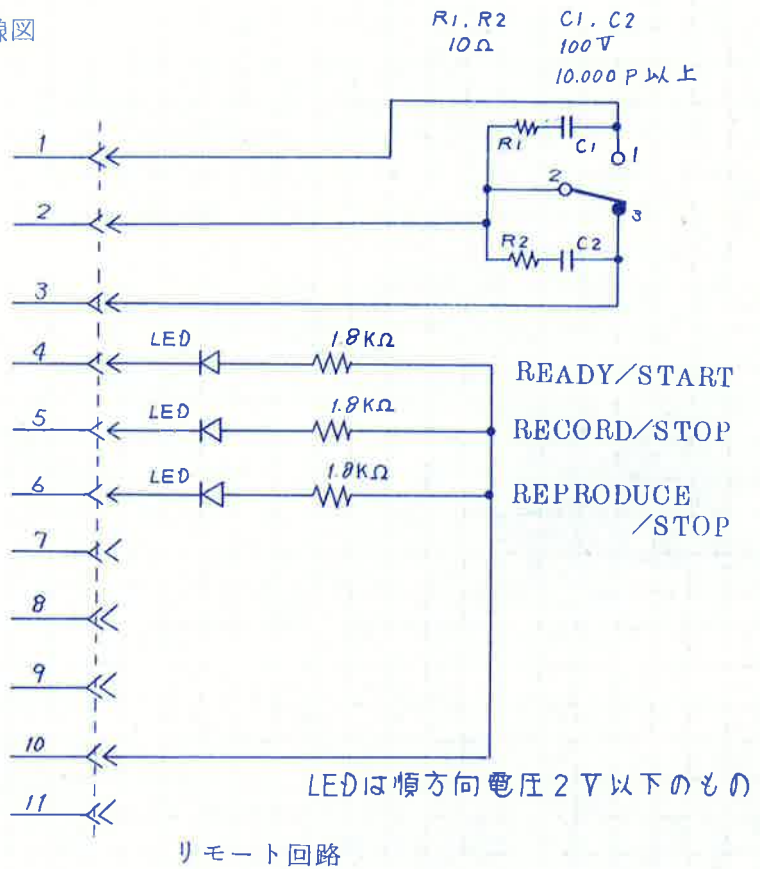 線図
R1, R2 C1, C2
10Ω 100V
10.000P以上
1
R1 C1 1
2
2 3
R2 C2
3
4 LED 1.8KΩ READY/START
5 LED 1.8KΩ RECORD/STOP
6 LED 1.8KΩ REPRODUCE
/STOP
7
8
9
10
LEDは順方向電圧2V以下のもの
11
リモート回路